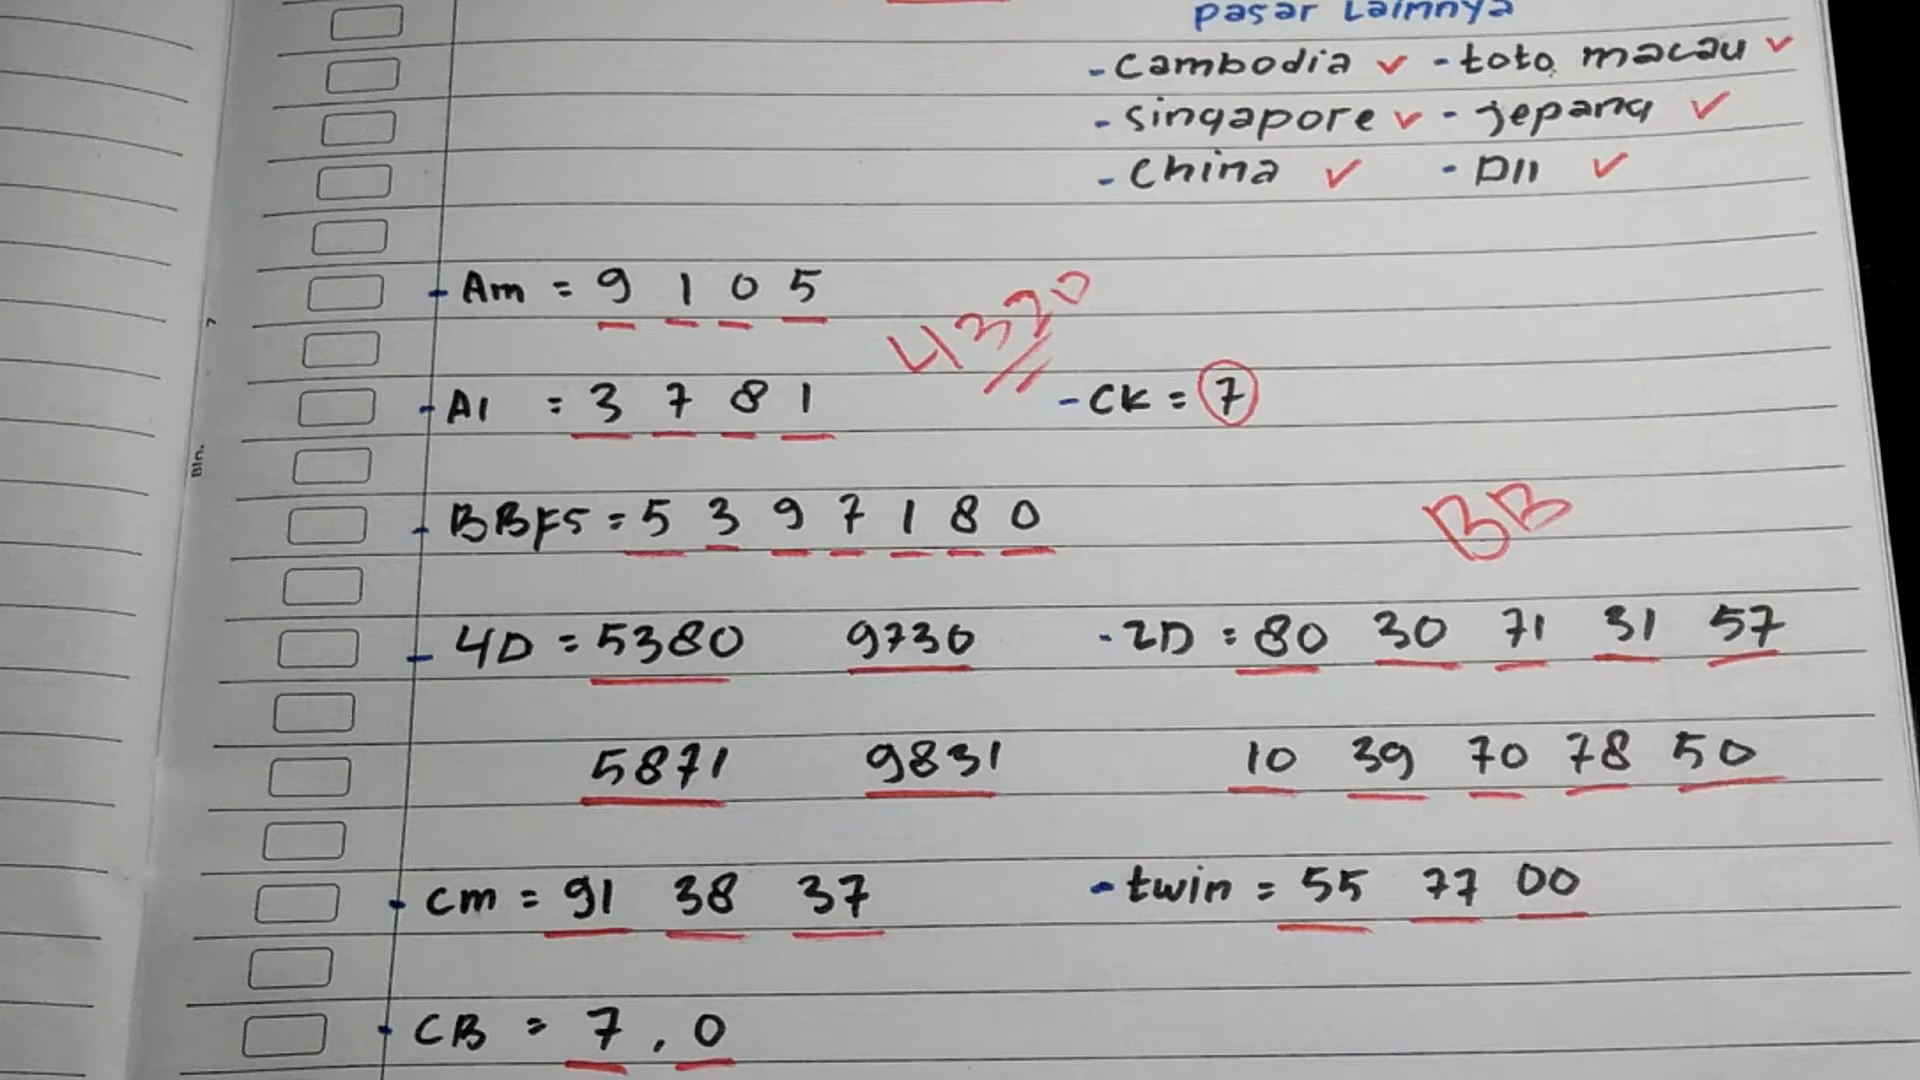 pasar Lainnya
- Cambodia ✓ - toto macau ✓
- singapore ✓ - jepang ✓
- China ✓ - Dll ✓
- Am = 9 1 0 5
4320
- AI = 3 7 8 1 - CK = 7
- BBFS = 5 3 9 7 1 8 0
BB
- 4D = 5380 9730 - 2D = 80 30 71 31 57
5871 9831 10 39 70 78 50
- cm = 91 38 37 - twin = 55 77 00
- CB = 7 , 0
Bln.